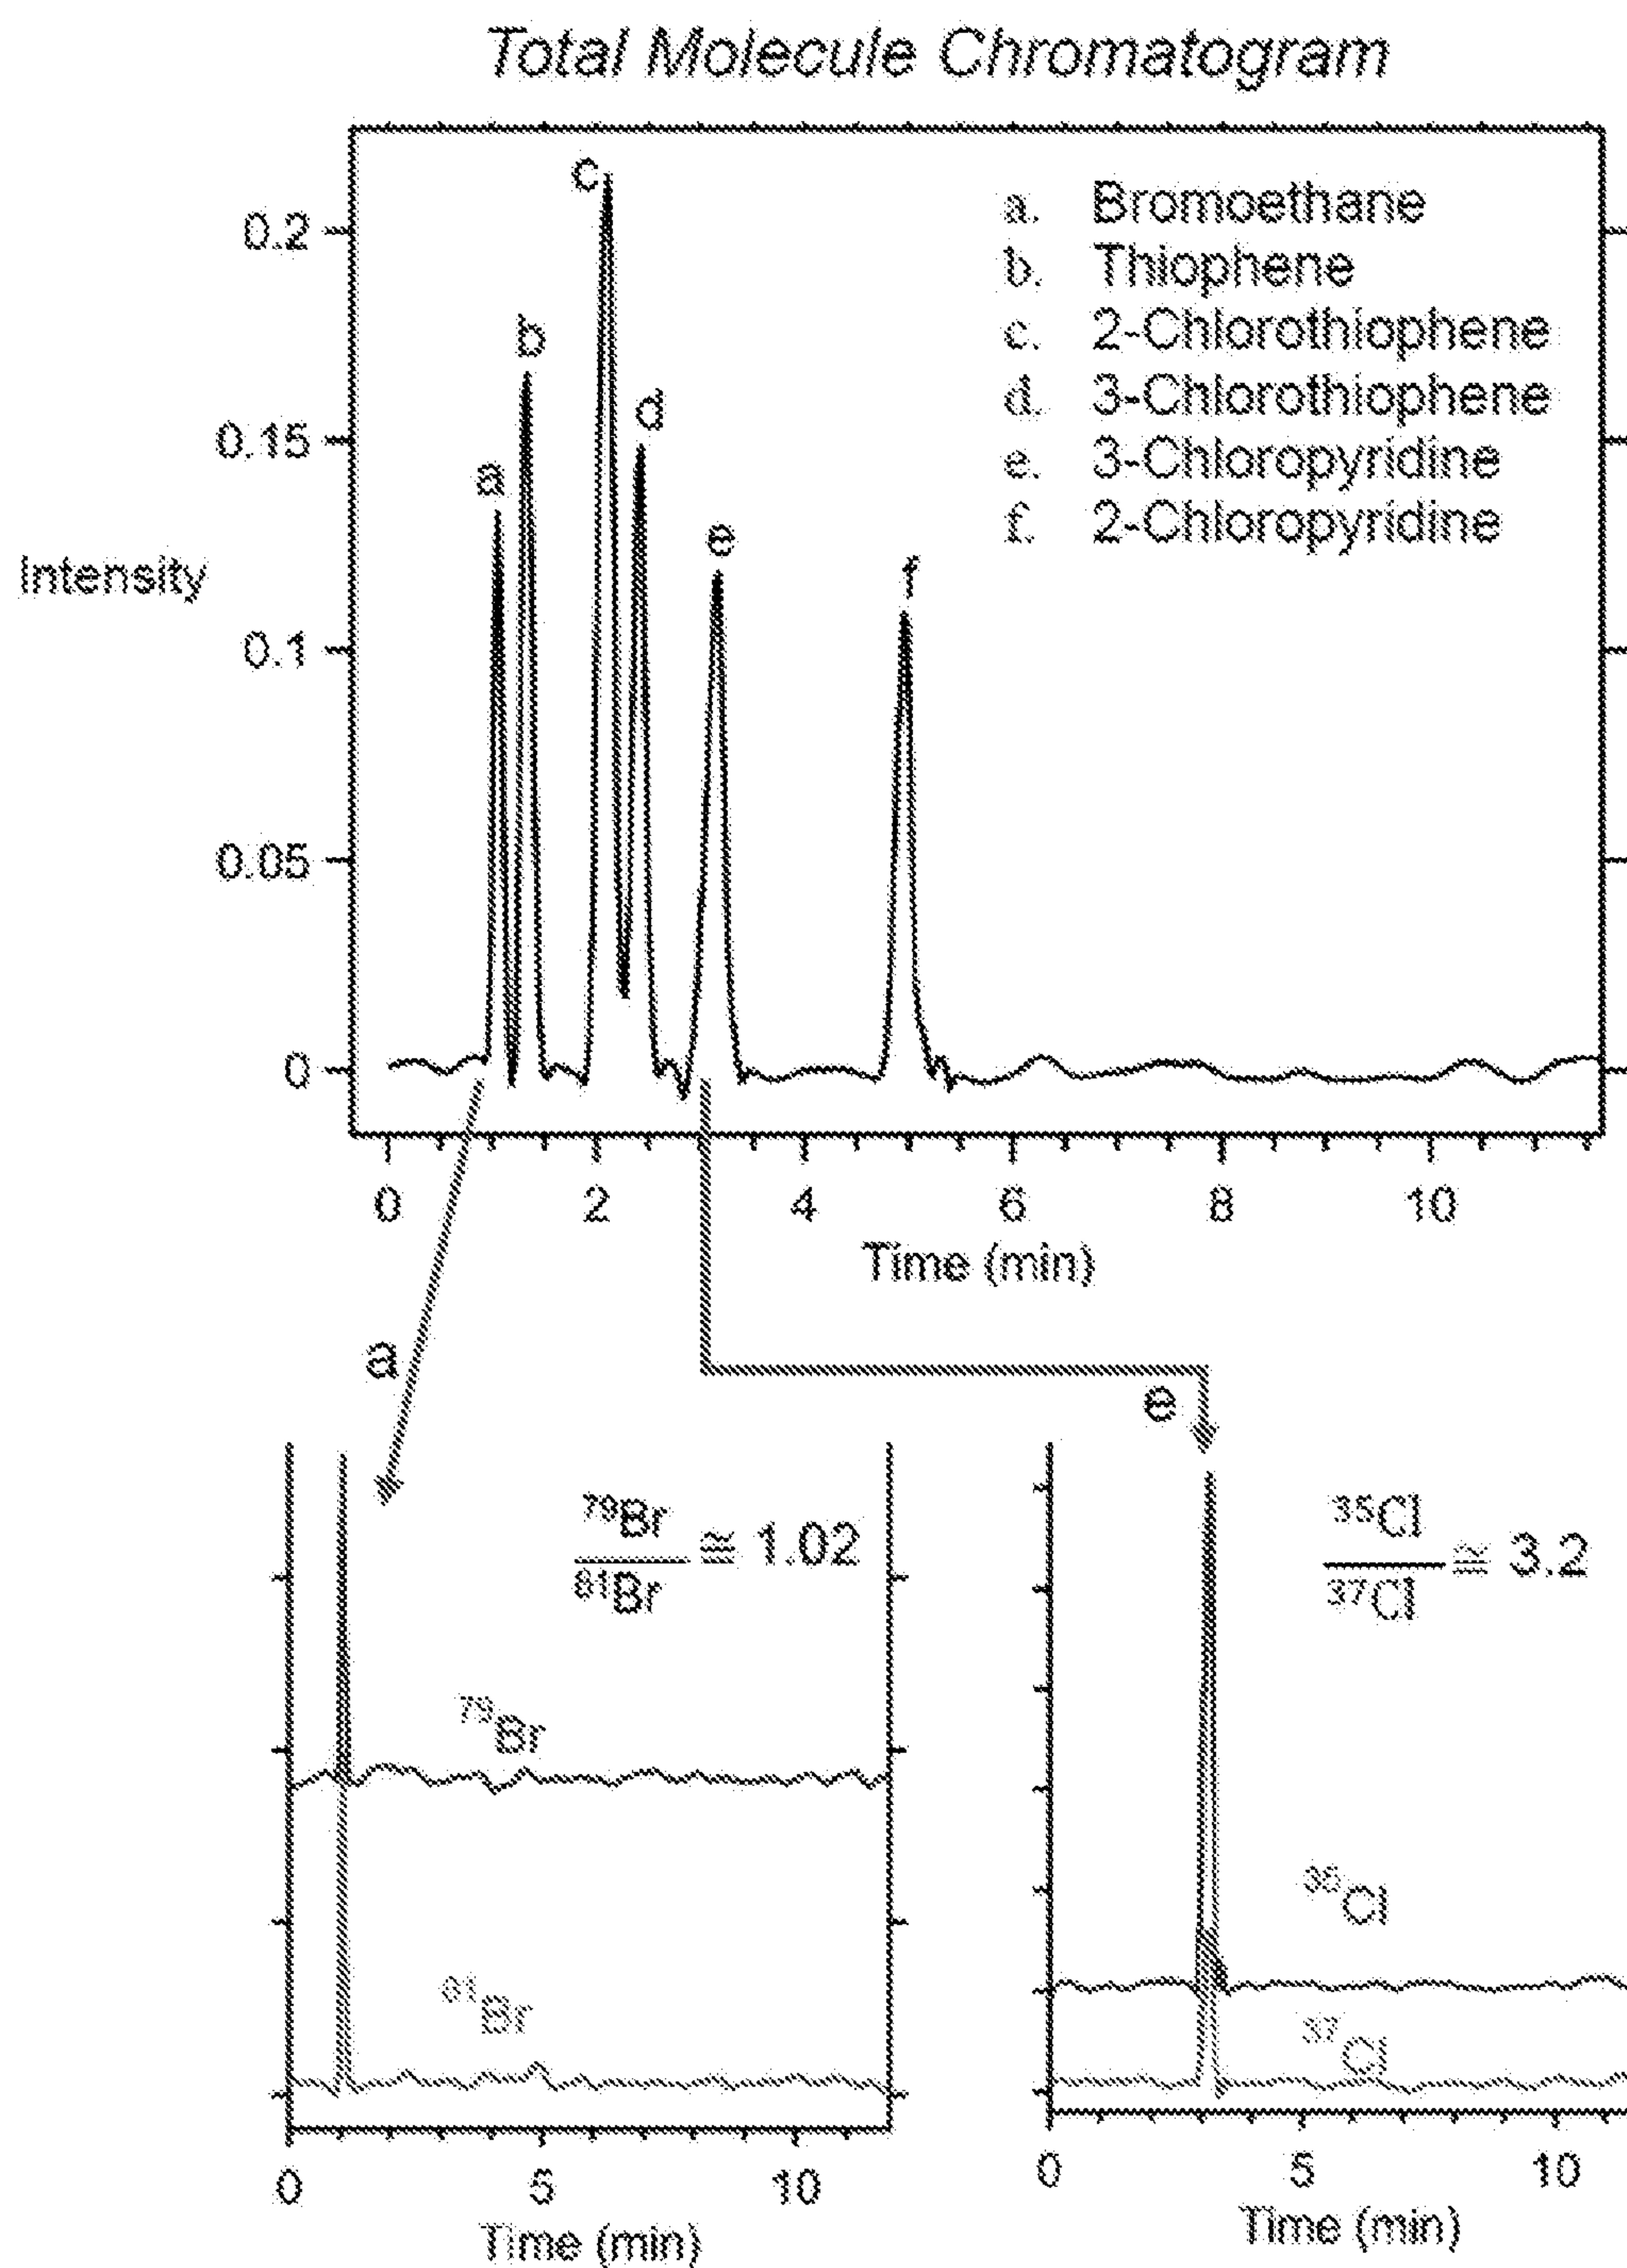 Total Molecule Chromatogram
a. Bromoethane
b. Thiophene
c. 2-Chlorothiophene
d. 3-Chlorothiophene
e. 3-Chloropyridine
f. 2-Chloropyridine
c
b
d
a
e
f
Intensity
0.2
0.15
0.1
0.05
0
0 2 4 6 8 10
Time (min)
a
e
⁷⁹Br
⁸¹Br
≅ 1.02
³⁵Cl
³⁷Cl
≅ 3.2
⁷⁹Br
⁸¹Br
³⁵Cl
³⁷Cl
0 5 10
Time (min)
0 5 10
Time (min)